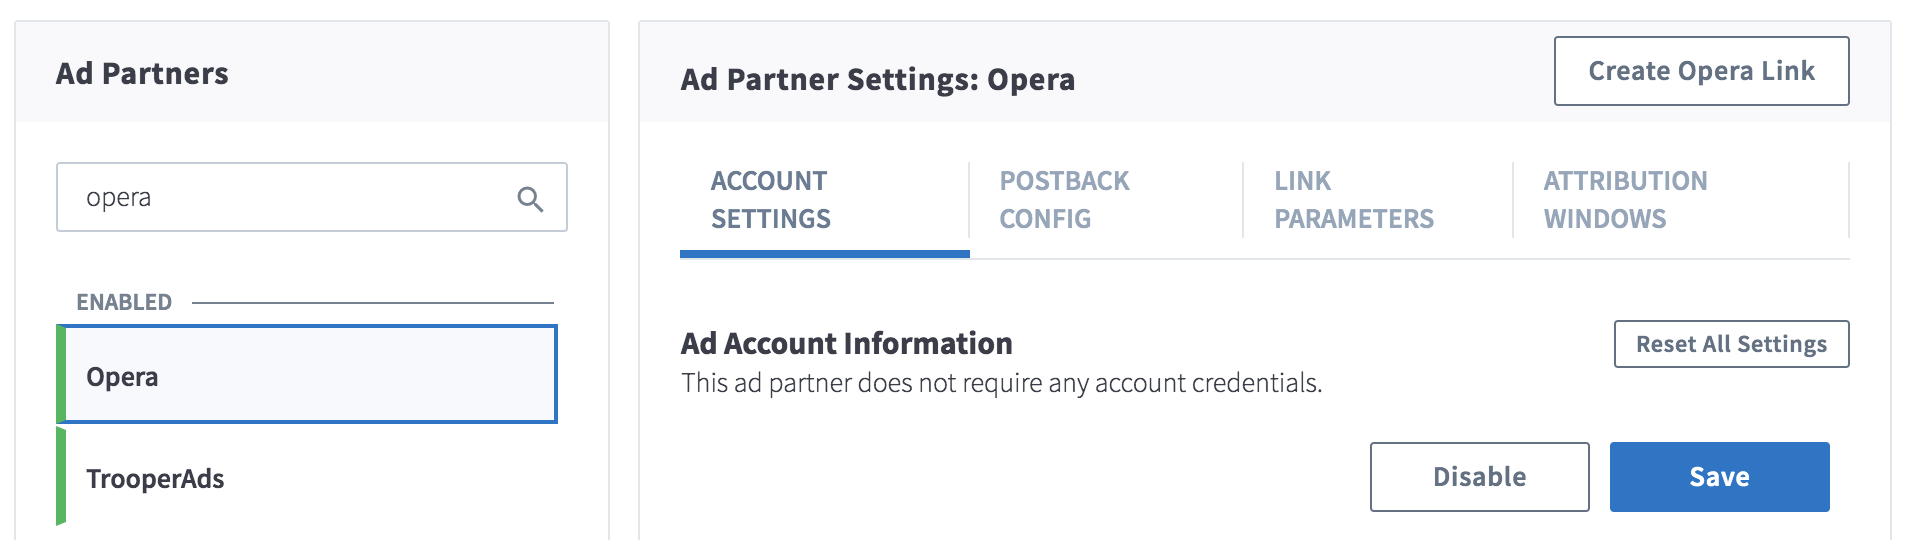 Ad Partners
opera
ENABLED
Opera
TrooperAds
Ad Partner Settings: Opera
Create Opera Link
ACCOUNT
SETTINGS
POSTBACK
CONFIG
LINK
PARAMETERS
ATTRIBUTION
WINDOWS
Ad Account Information
Reset All Settings
This ad partner does not require any account credentials.
Disable
Save